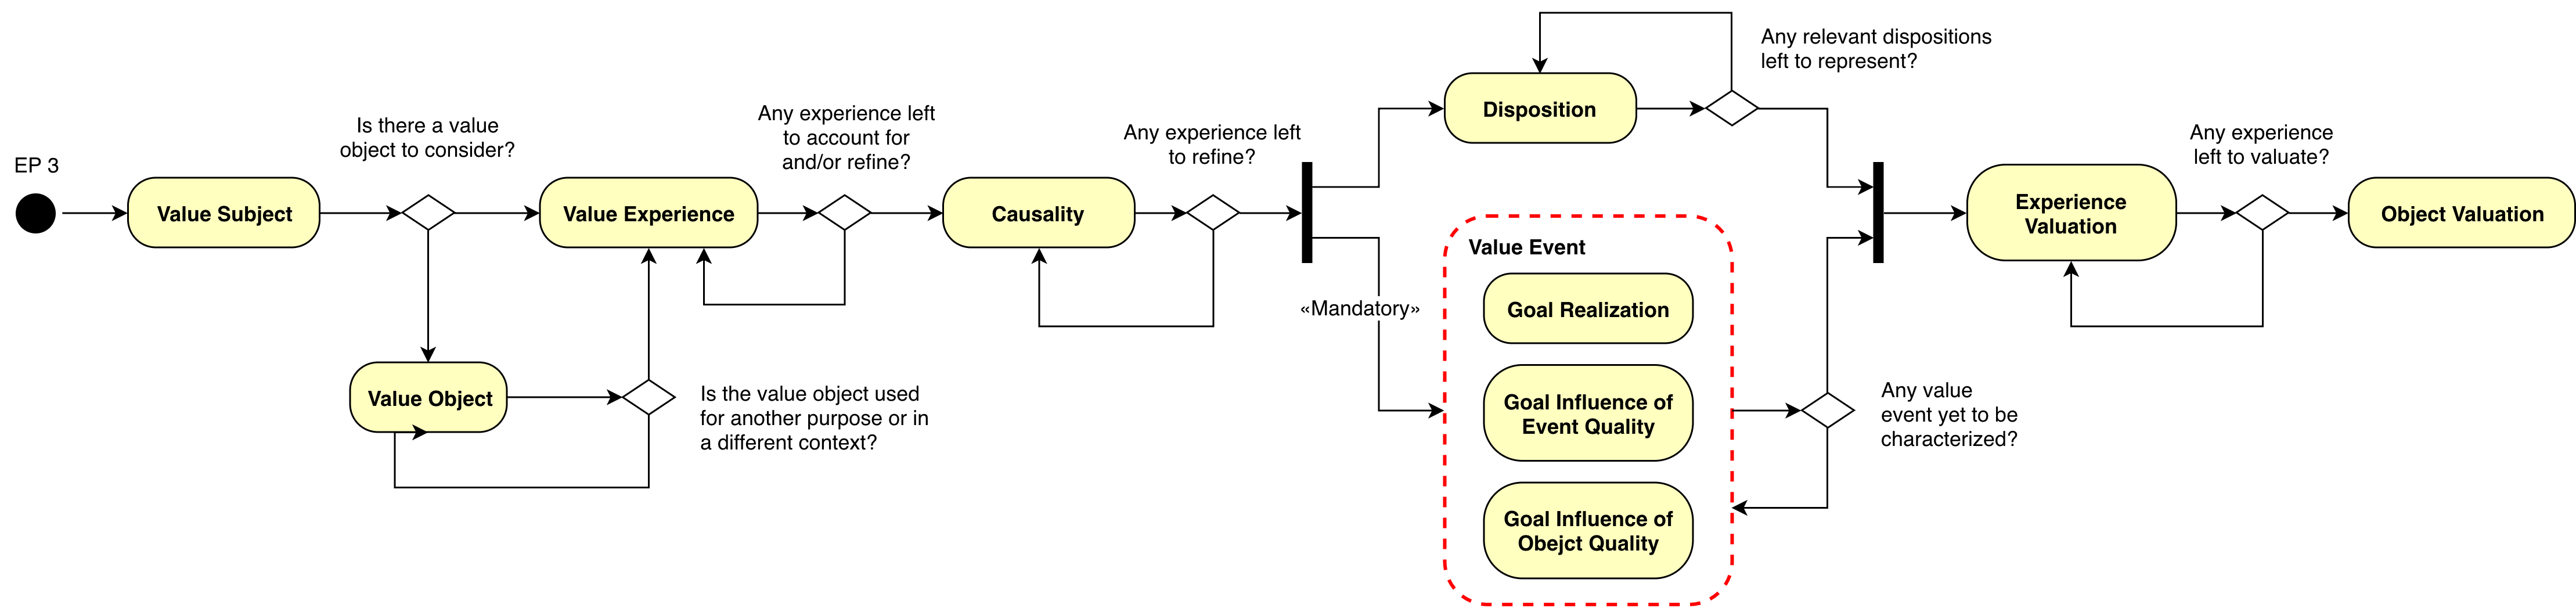 EP 3
Value Subject
Is there a value
object to consider?
Value Object
Is the value object used
for another purpose or in
a different context?
Value Experience
Any experience left
to account for
and/or refine?
Causality
Any experience left
to refine?
«Mandatory»
Disposition
Any relevant dispositions
left to represent?
Value Event
Goal Realization
Goal Influence of
Event Quality
Goal Influence of
Obejct Quality
Any value
event yet to be
characterized?
Experience
Valuation
Any experience
left to valuate?
Object Valuation